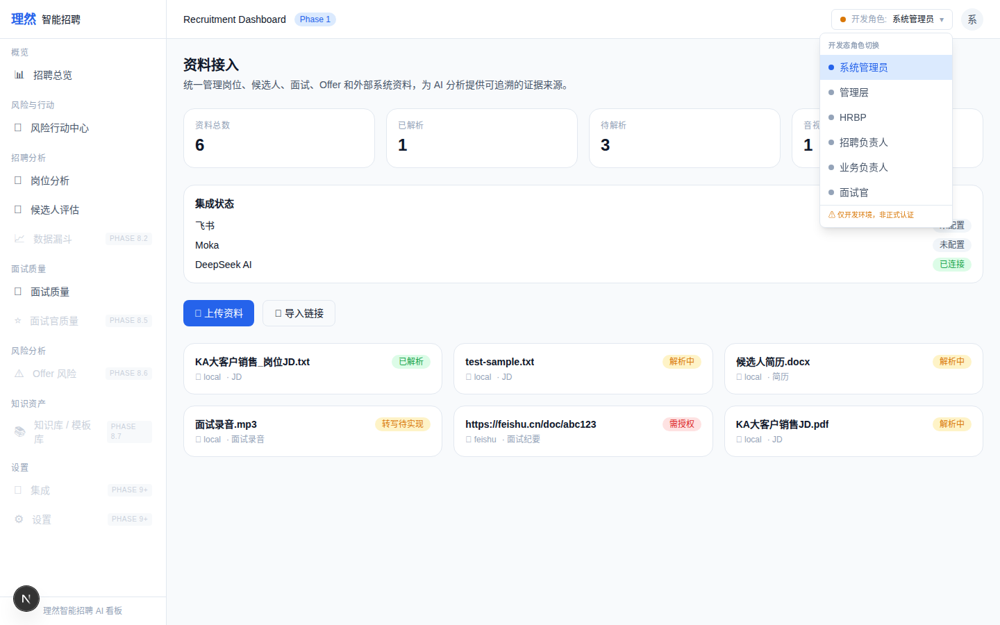 理然 智能招聘
概览
招聘总览
风险与行动
风险行动中心
招聘分析
岗位分析
候选人评估
数据漏斗 PHASE 8.2
面试质量
面试质量
面试官质量 PHASE 8.5
风险分析
Offer 风险 PHASE 8.6
知识资产
知识库 / 模板
库
PHASE
8.7
设置
集成 PHASE 9+
设置 PHASE 9+
理然智能招聘 AI 看板
Recruitment Dashboard Phase 1
开发角色: 系统管理员 ▾
系
开发态角色切换
系统管理员
管理层
HRBP
招聘负责人
业务负责人
面试官
⚠ 仅开发环境，非正式认证
资料接入
统一管理岗位、候选人、面试、Offer 和外部系统资料，为 AI 分析提供可追溯的证据来源。
资料总数
6
已解析
1
待解析
3
音视
1
集成状态
飞书 配置
Moka 未配置
DeepSeek AI 已连接
上传资料
导入链接
KA大客户销售_岗位JD.txt 已解析
local · JD
test-sample.txt 解析中
local · JD
候选人简历.docx 解析中
local · 简历
面试录音.mp3 转写待实现
local · 面试录音
https://feishu.cn/doc/abc123 需授权
feishu · 面试纪要
KA大客户销售JD.pdf 解析中
local · JD